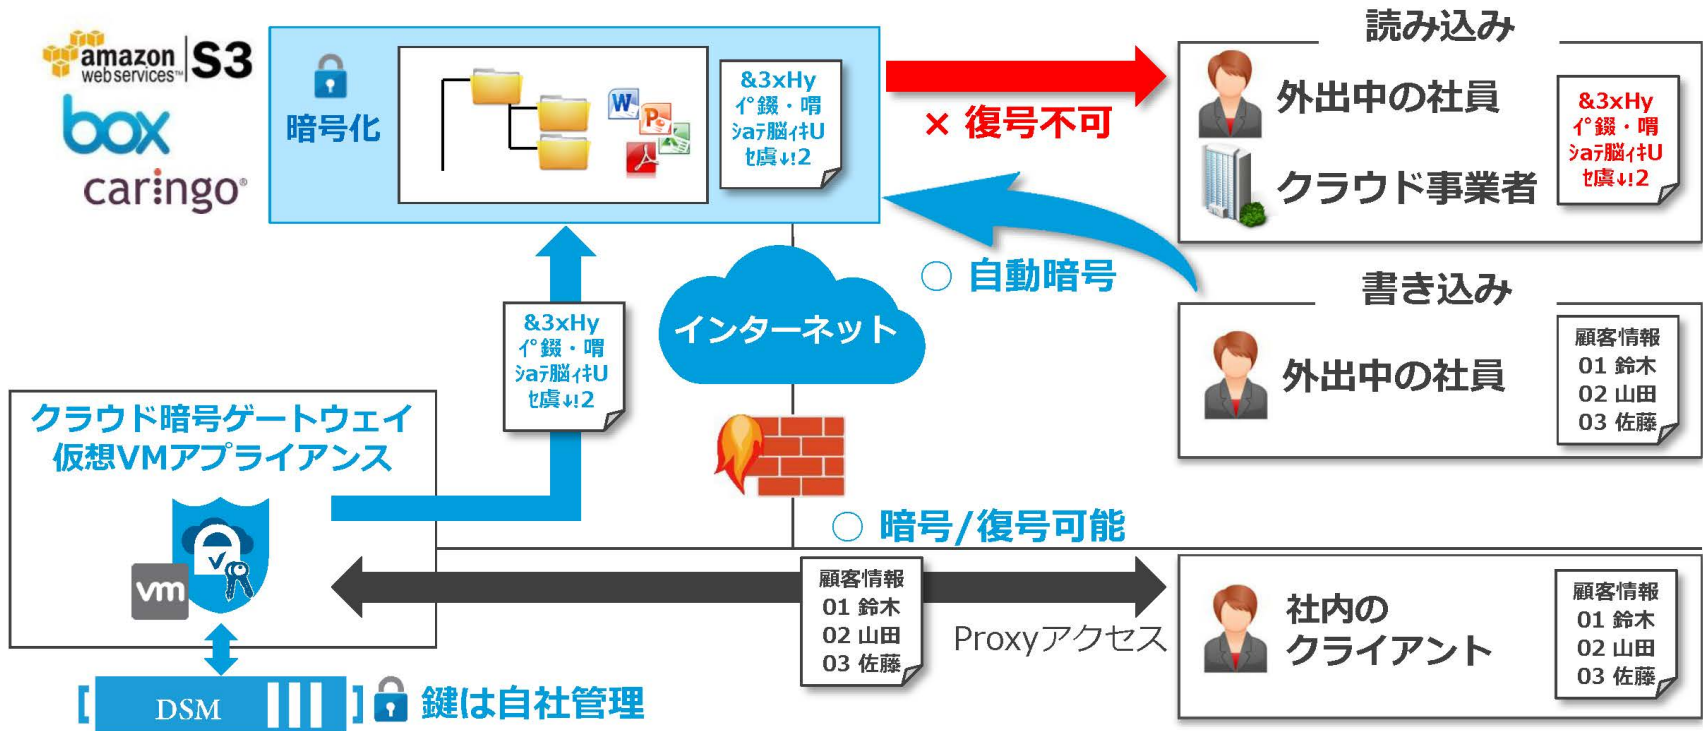 amazon
web services™
S3
box
caringo®
暗号化
&3xHy
ｲﾟ錣・喟
ｼaﾃ脳ｨｷU
ｾ虞↓!2
× 復号不可
読み込み
外出中の社員
クラウド事業者
&3xHy
ｲﾟ錣・喟
ｼaﾃ脳ｨｷU
ｾ虞↓!2
○ 自動暗号
書き込み
外出中の社員
顧客情報
01 鈴木
02 山田
03 佐藤
インターネット
&3xHy
ｲﾟ錣・喟
ｼaﾃ脳ｨｷU
ｾ虞↓!2
クラウド暗号ゲートウェイ
仮想VMアプライアンス
vm
○ 暗号/復号可能
顧客情報
01 鈴木
02 山田
03 佐藤
Proxyアクセス
社内の
クライアント
顧客情報
01 鈴木
02 山田
03 佐藤
DSM
鍵は自社管理
W
P